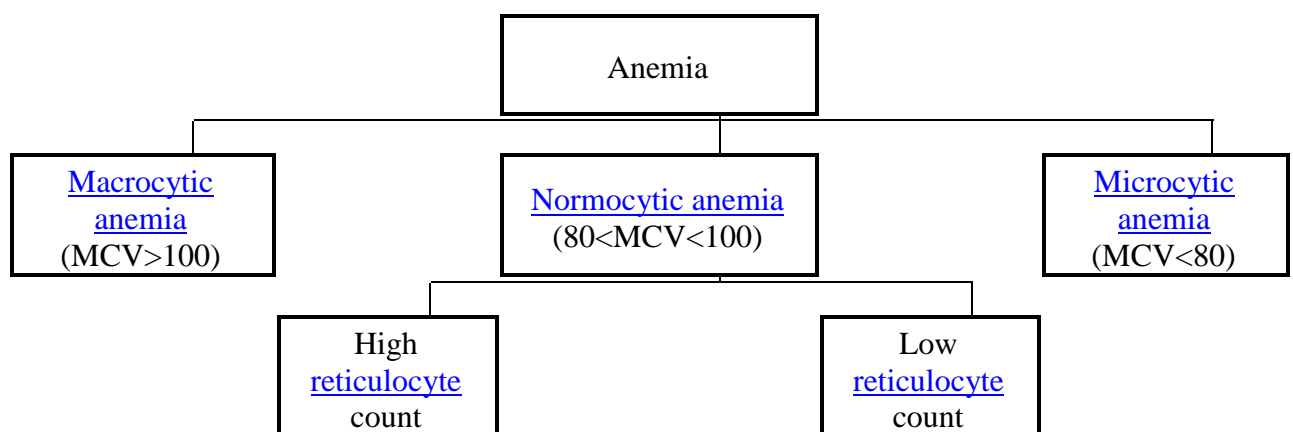 Anemia
Macrocytic
anemia
(MCV>100)
Normocytic anemia
(80<MCV<100)
Microcytic
anemia
(MCV<80)
High
reticulocyte
count
Low
reticulocyte
count